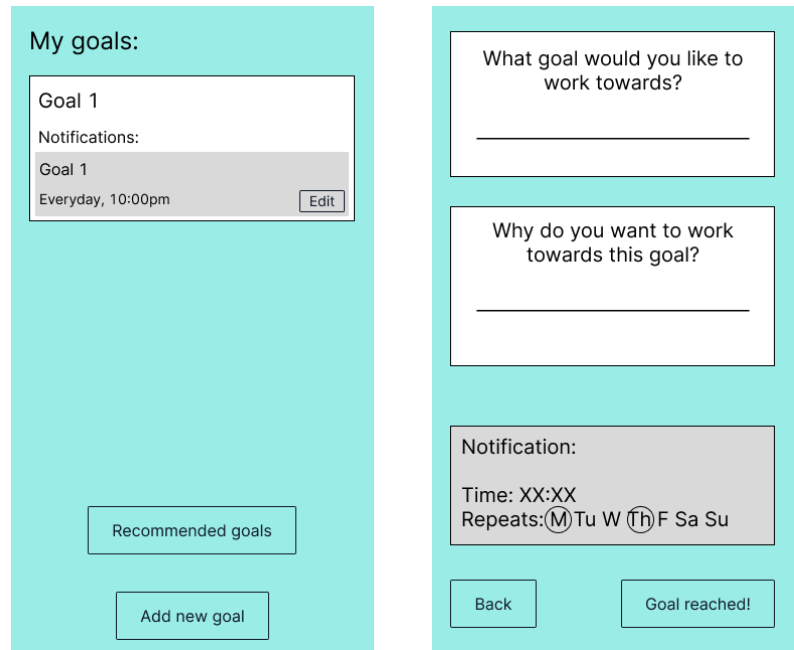 My goals:
Goal 1
Notifications:
Goal 1
Everyday, 10:00pm
Edit
Recommended goals
Add new goal
What goal would you like to
work towards?
Why do you want to work
towards this goal?
Notification:
Time: XX:XX
Repeats: M Tu W Th F Sa Su
Back
Goal reached!